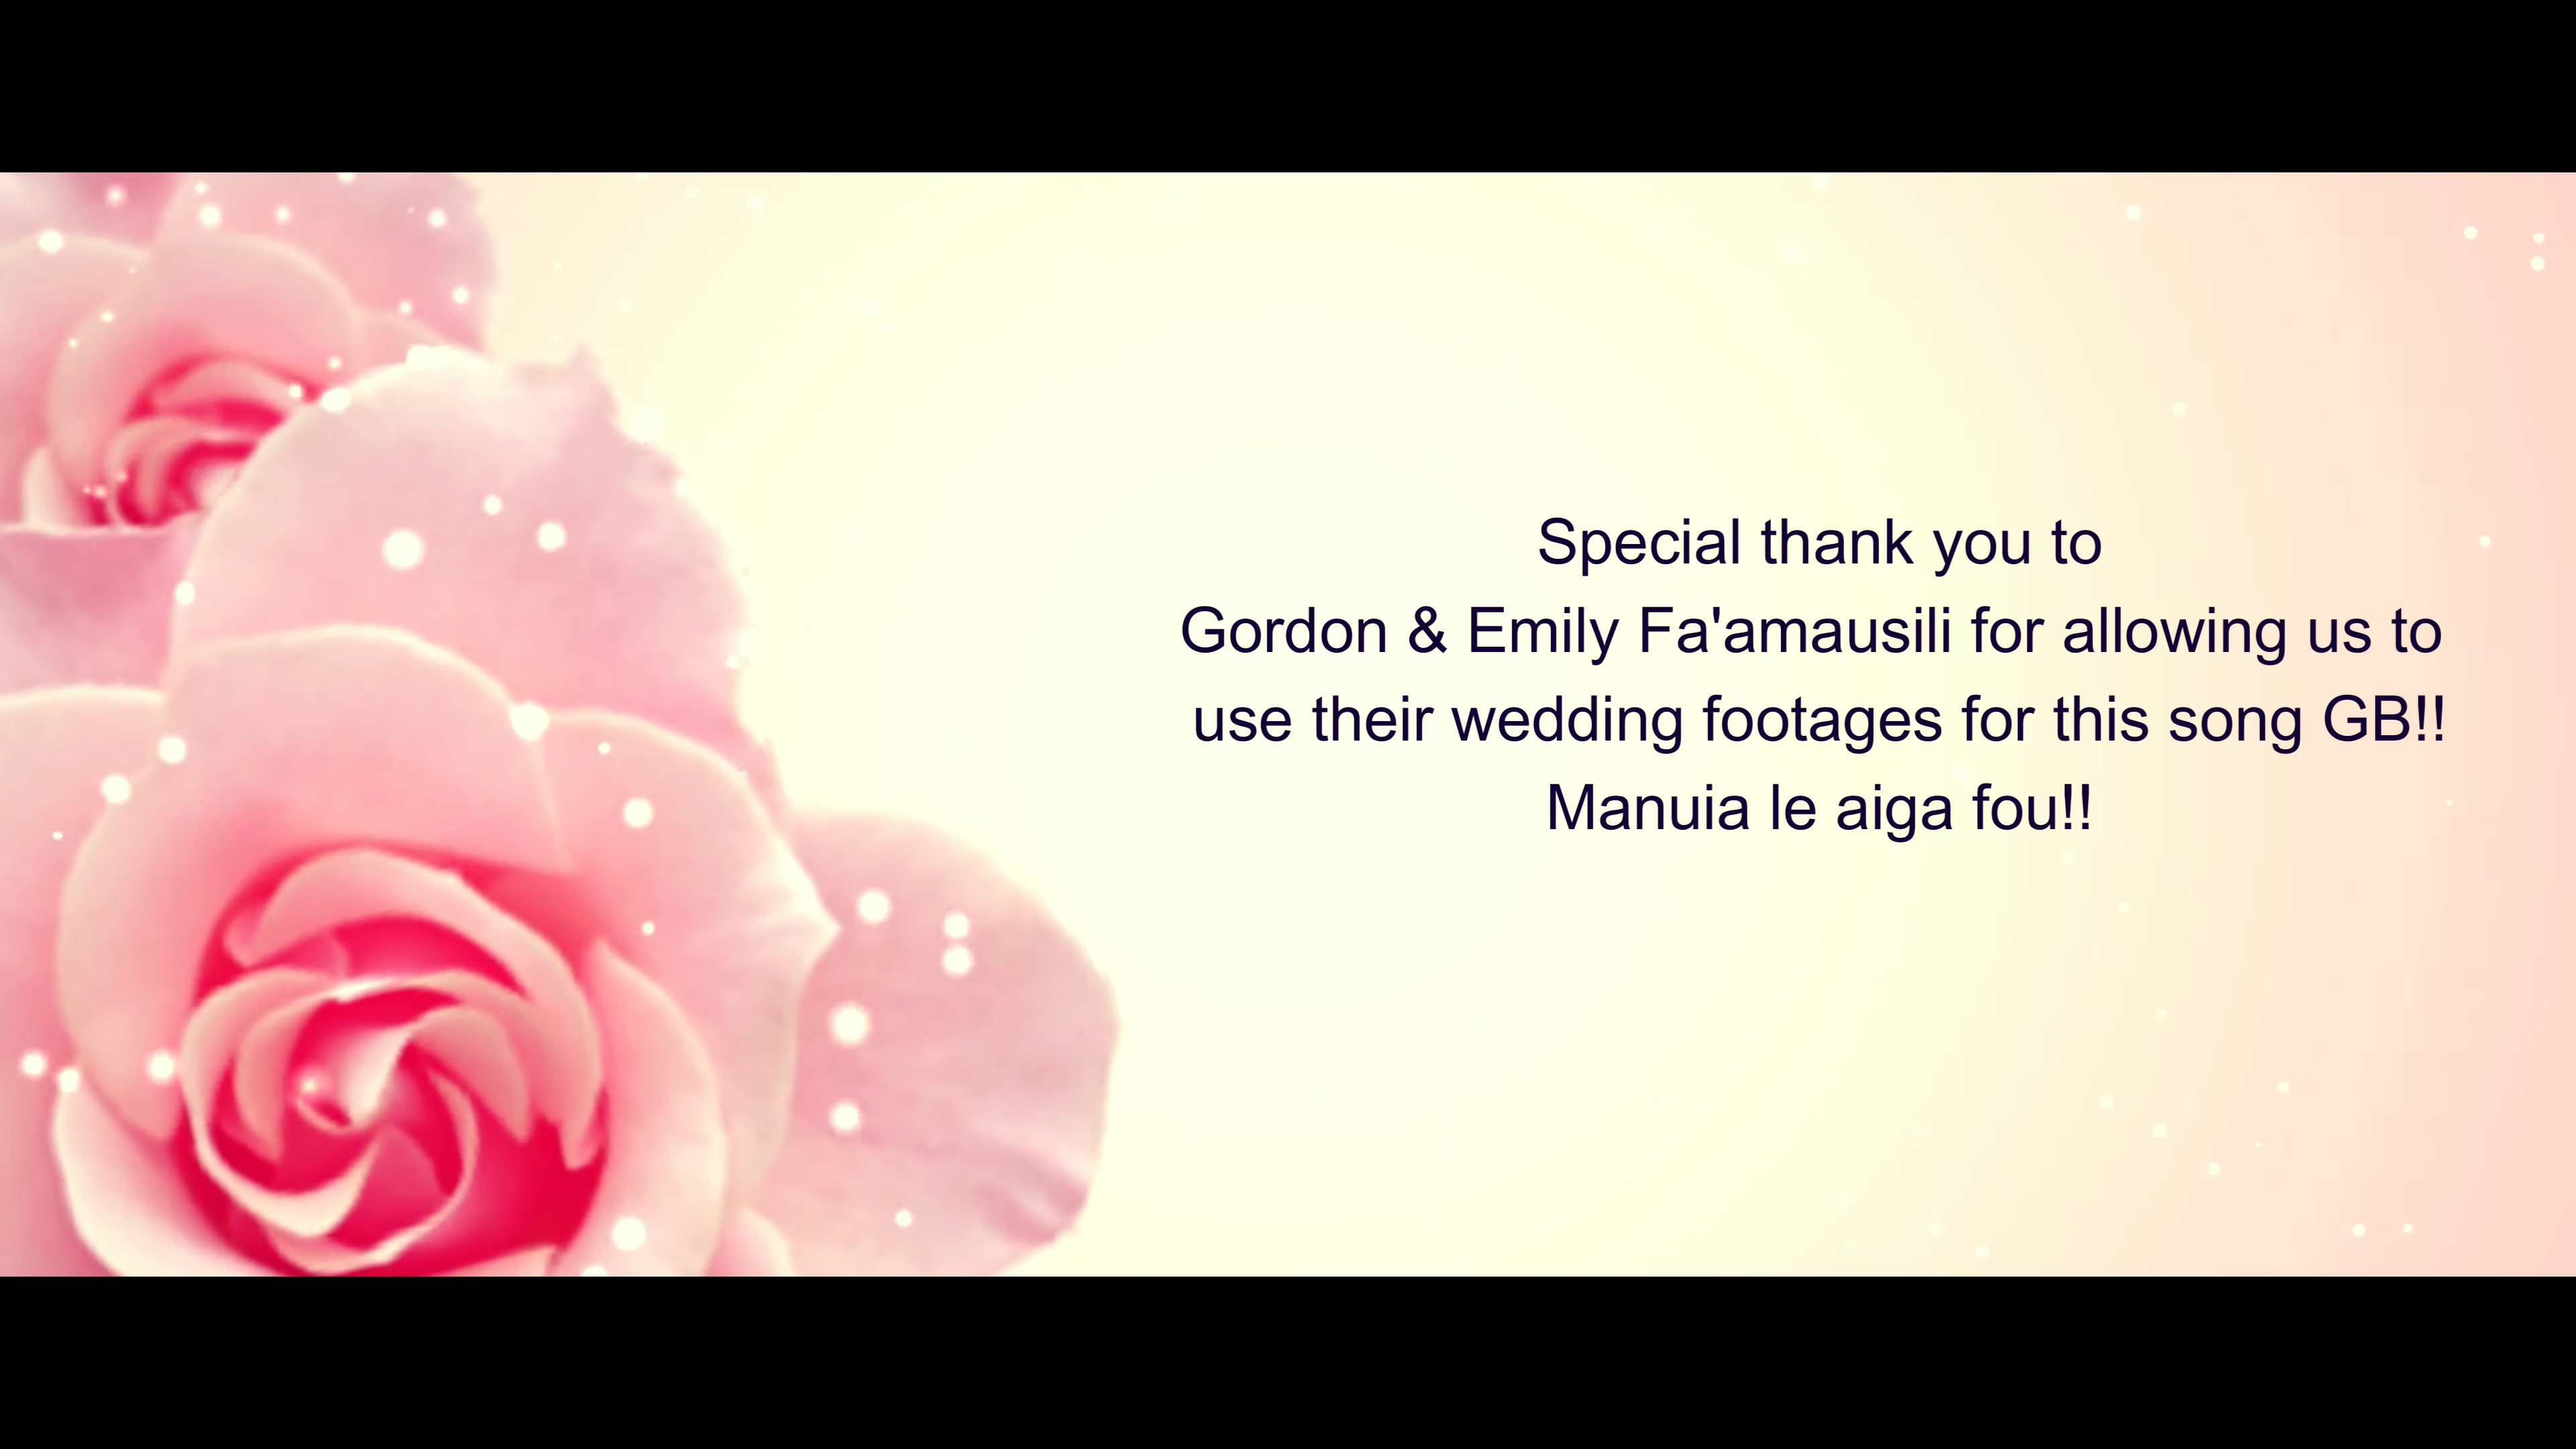 Special thank you to
Gordon & Emily Fa'amausili for allowing us to
use their wedding footages for this song GB!!
Manuia le aiga fou!!